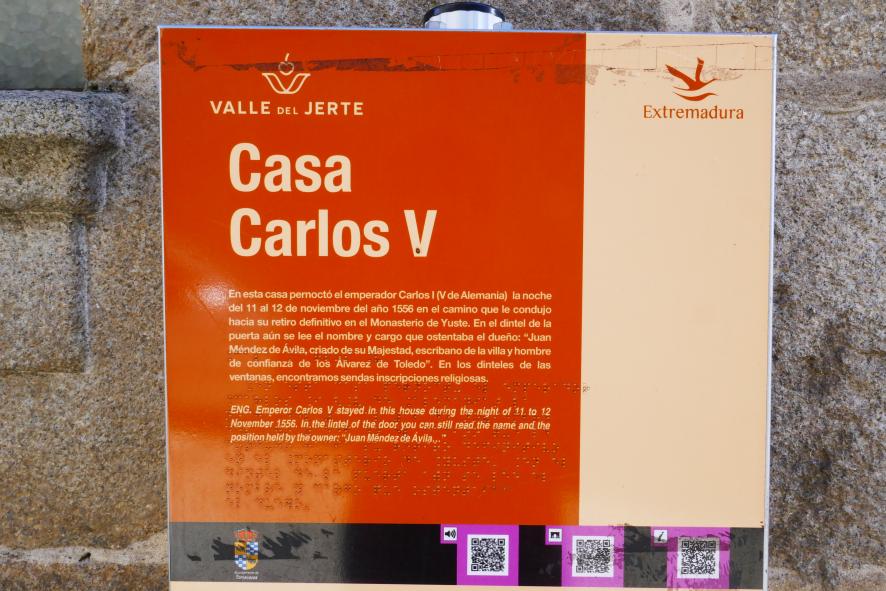 VALLE DEL JERTE
Extremadura
Casa
Carlos V
En esta casa pernoctó el emperador Carlos I (V de Alemania) la noche
del 11 al 12 de noviembre del año 1556 en el camino que le condujo
hacia su retiro definitivo en el Monasterio de Yuste. En el dintel de la
puerta aún se lee el nombre y cargo que ostentaba el dueño: “Juan
Méndez de Ávila, criado de su Majestad, escribano de la villa y hombre
de confianza de los Álvarez de Toledo”. En los dinteles de las
ventanas, encontramos sendas inscripciones religiosas.
ENG. Emperor Carlos V stayed in this house during the night of 11 to 12
November 1556. In the lintel of the door you can still read the name and the
position held by the owner: “Juan Méndez de Ávila...”
Tornavacas